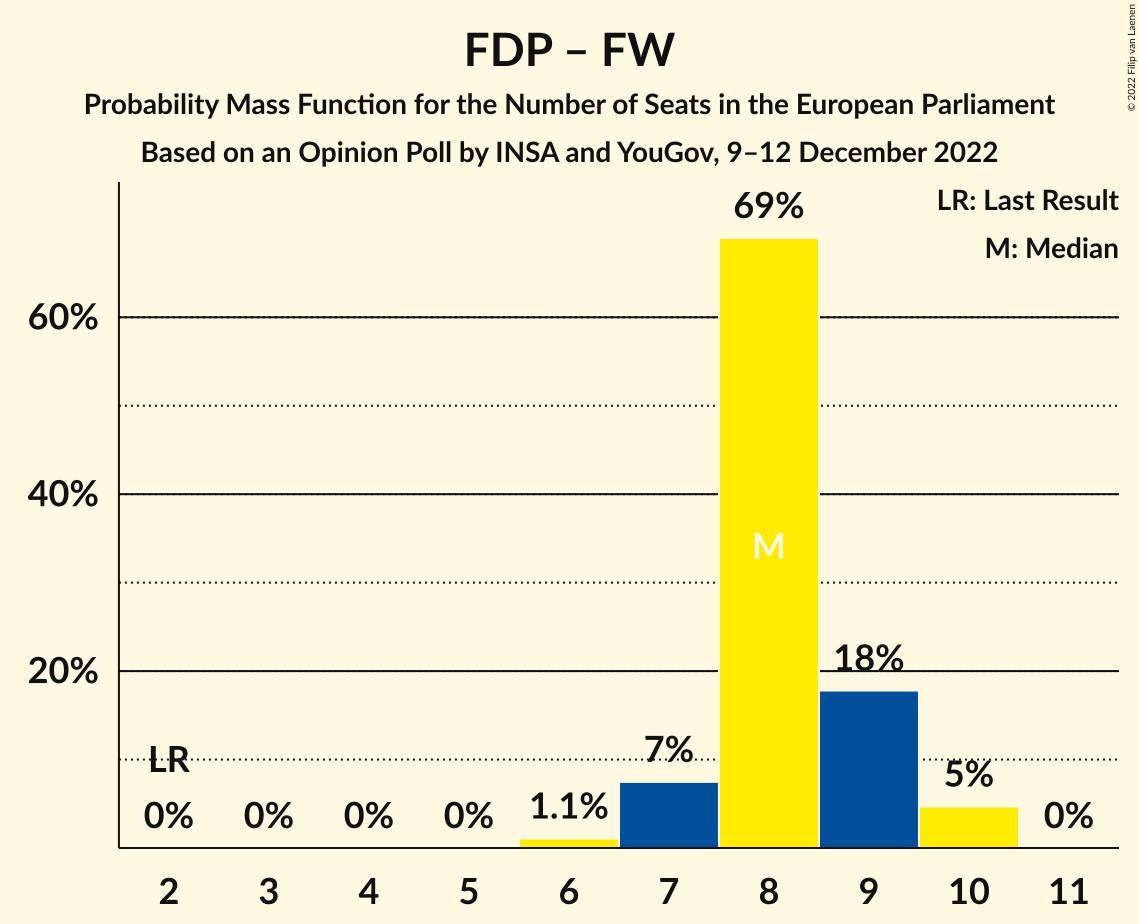 FDP – FW
Probability Mass Function for the Number of Seats in the European Parliament
Based on an Opinion Poll by INSA and YouGov, 9–12 December 2022
© 2022 Filip van Laenen
LR: Last Result
M: Median
69%
60%
40%
M
20%
18%
LR
7%
5%
0% 0% 0% 0% 1.1% 0%
2 3 4 5 6 7 8 9 10 11